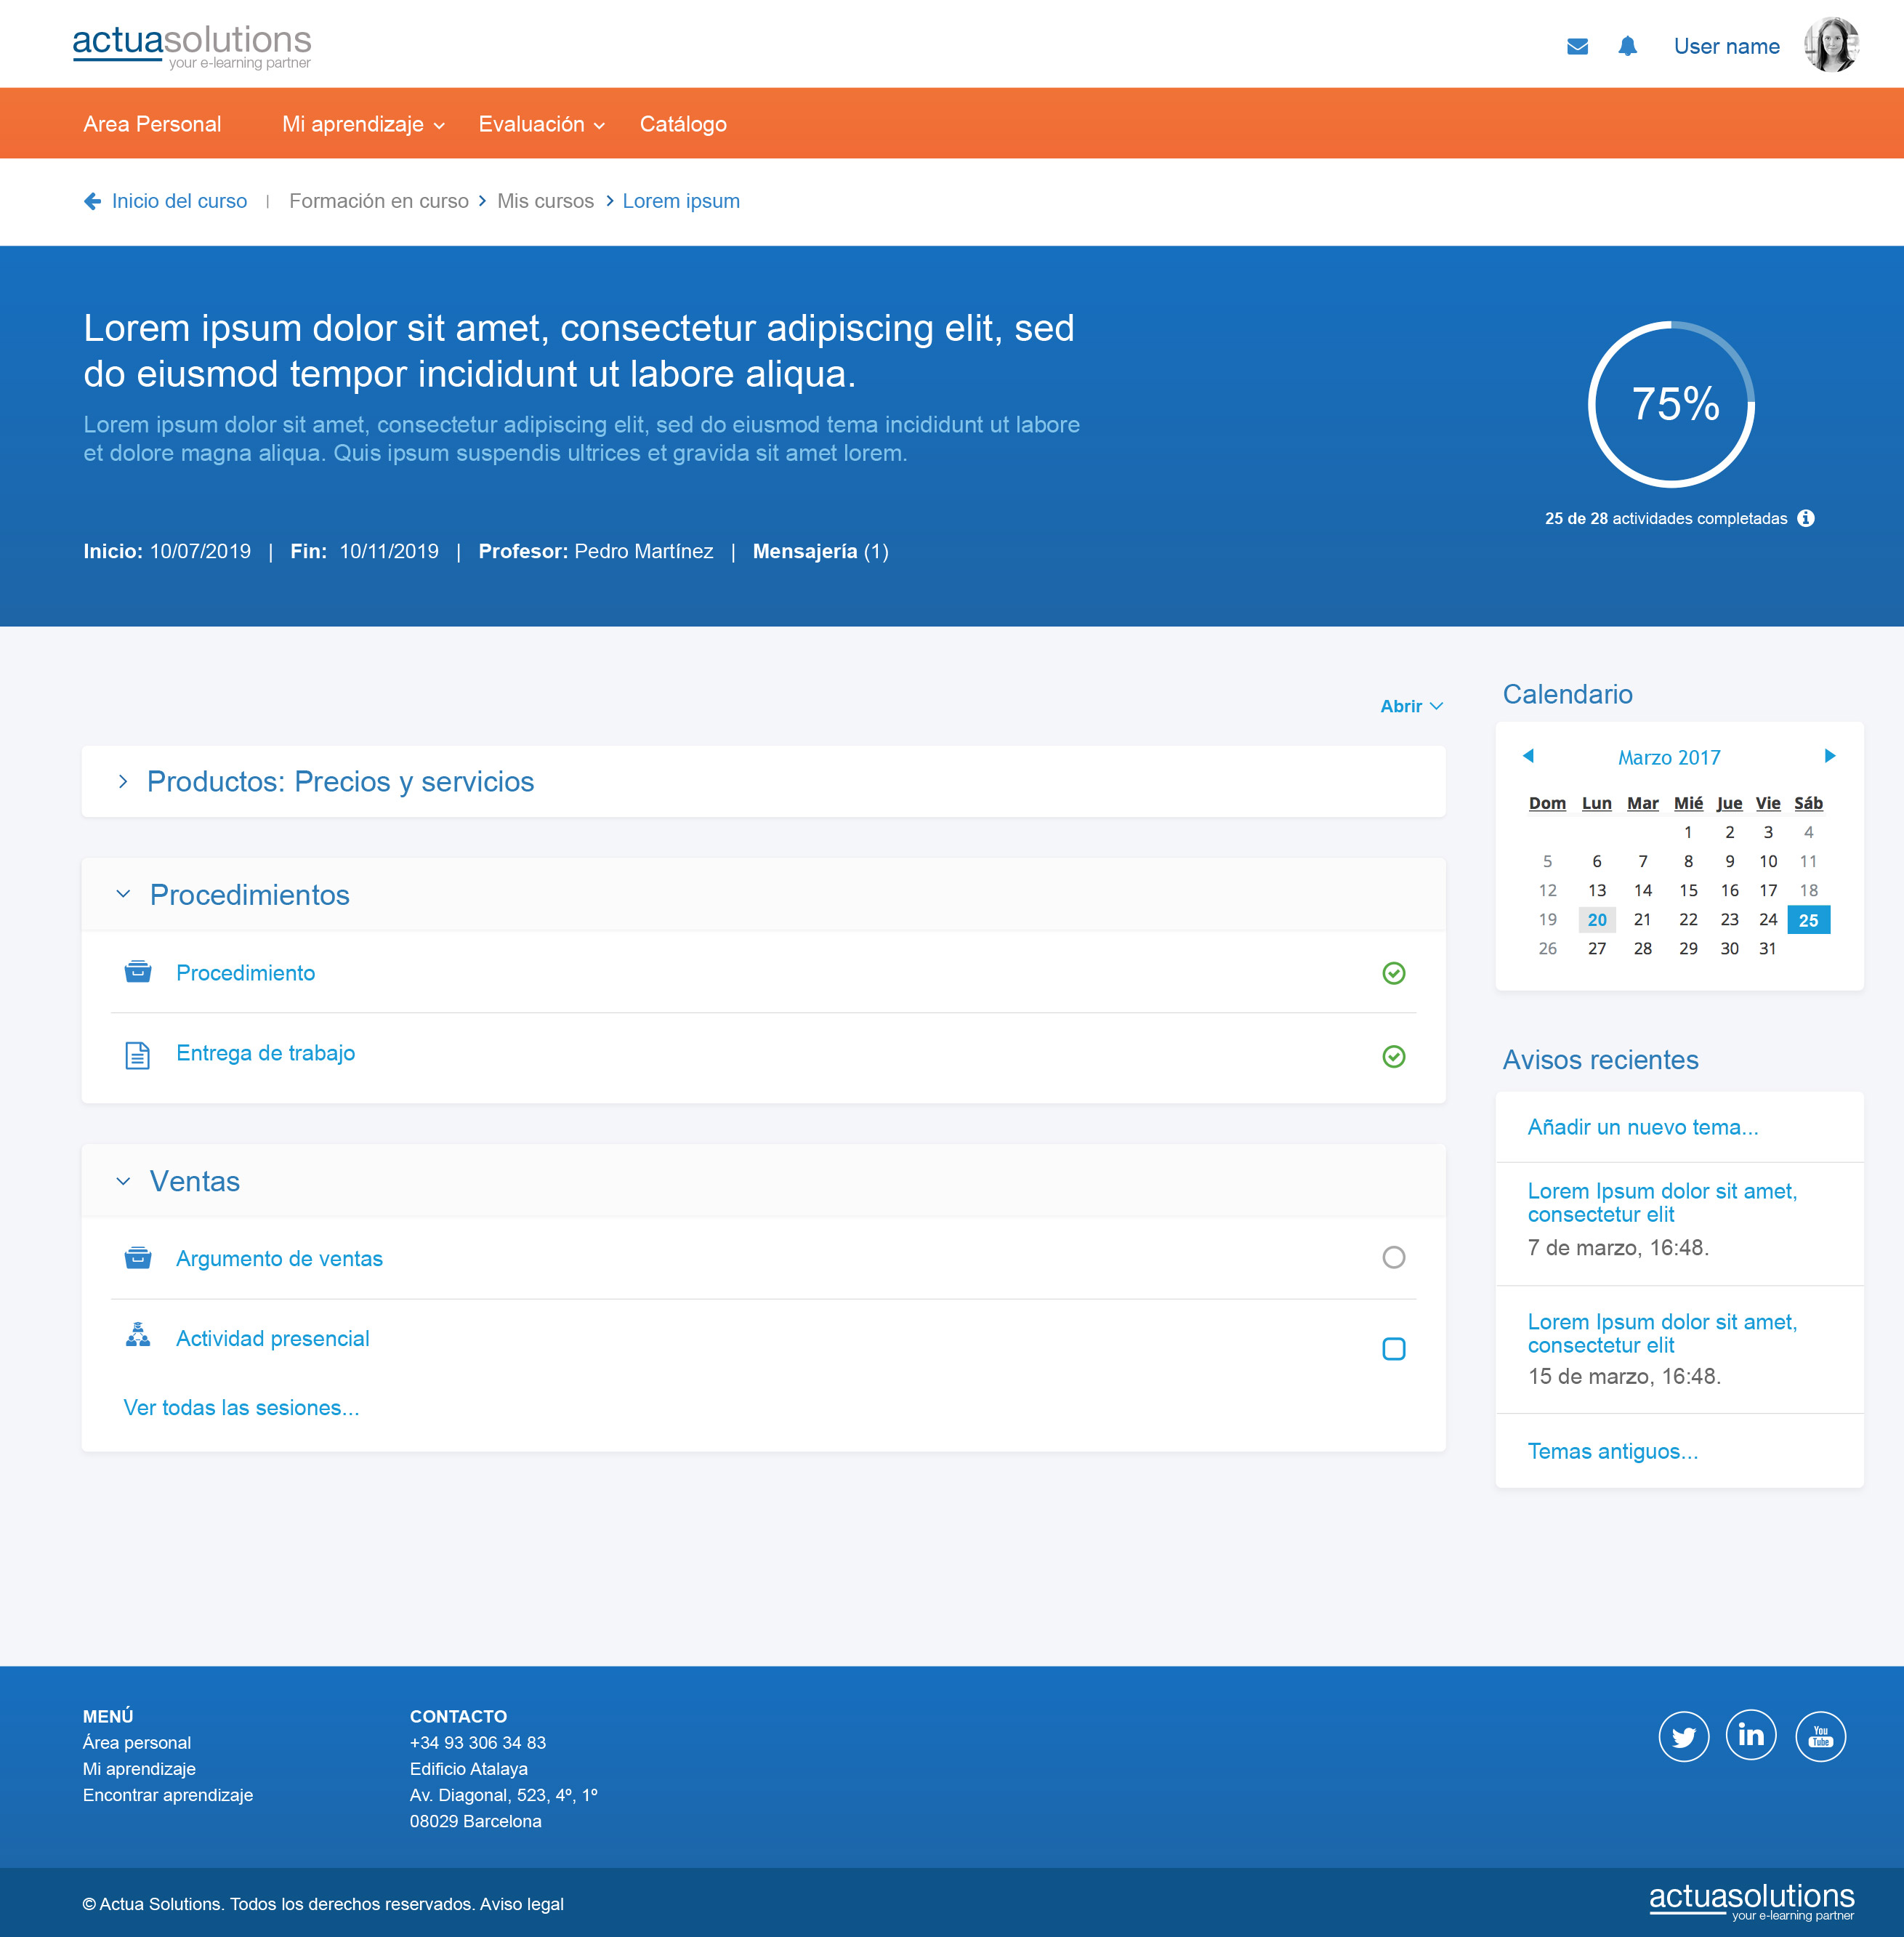 actuasolutions
your e-learning partner
User name
Area Personal
Mi aprendizaje
Evaluación
Catálogo
Inicio del curso | Formación en curso > Mis cursos > Lorem ipsum
Lorem ipsum dolor sit amet, consectetur adipiscing elit, sed
do eiusmod tempor incididunt ut labore aliqua.
Lorem ipsum dolor sit amet, consectetur adipiscing elit, sed do eiusmod tema incididunt ut labore
et dolore magna aliqua. Quis ipsum suspendis ultrices et gravida sit amet lorem.
Inicio: 10/07/2019 | Fin: 10/11/2019 | Profesor: Pedro Martínez | Mensajería (1)
75%
25 de 28 actividades completadas
Abrir
Productos: Precios y servicios
Procedimientos
Procedimiento
Entrega de trabajo
Ventas
Argumento de ventas
Actividad presencial
Ver todas las sesiones...
Calendario
Marzo 2017
Dom Lun Mar Mié Jue Vie Sáb
1 2 3 4
5 6 7 8 9 10 11
12 13 14 15 16 17 18
19 20 21 22 23 24 25
26 27 28 29 30 31
Avisos recientes
Añadir un nuevo tema...
Lorem Ipsum dolor sit amet,
consectetur elit
7 de marzo, 16:48.
Lorem Ipsum dolor sit amet,
consectetur elit
15 de marzo, 16:48.
Temas antiguos...
MENÚ
Área personal
Mi aprendizaje
Encontrar aprendizaje
CONTACTO
+34 93 306 34 83
Edificio Atalaya
Av. Diagonal, 523, 4º, 1º
08029 Barcelona
in
You
Tube
© Actua Solutions. Todos los derechos reservados. Aviso legal
actuasolutions
your e-learning partner